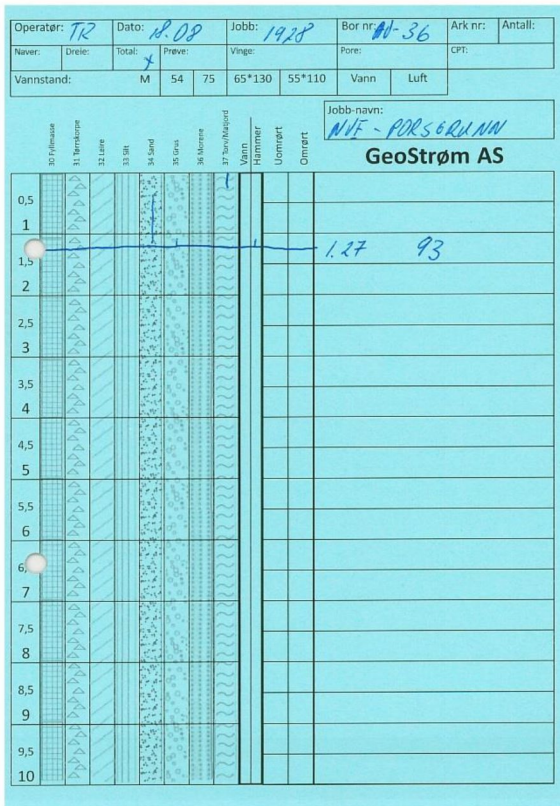 Operatør: TR Dato: 18.08 Jobb: 1928 Bor nr: AV-36 Ark nr: Antall:
Naver: Dreie: Total: x Prøve: Vinge: Pore: CPT:
Vannstand: M 54 75 65*130 55*110 Vann Luft
Jobb-navn:
NVE - PORSGRUNN
GeoStrøm AS
30 Fyllmasse
31 Tørrskorpe
32 Leire
33 Silt
34 Sand
35 Grus
36 Morene
37 Torv/Matjord
Vann
Hammer
Uomrørt
Omrørt
0,5
1
1.27 93
1,5
2
2,5
3
3,5
4
4,5
5
5,5
6
6,
7
7,5
8
8,5
9
9,5
10